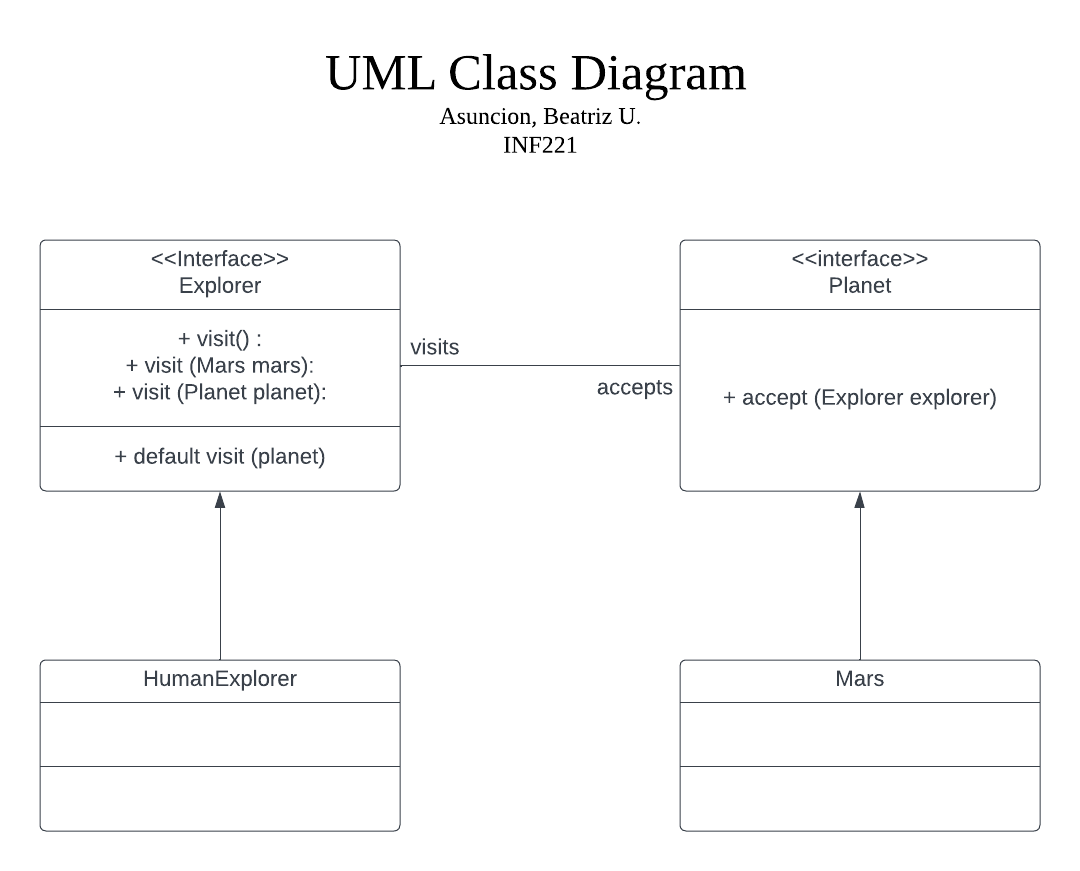 UML Class Diagram
Asuncion, Beatriz U.
INF221
<<Interface>>
Explorer
+ visit() :
+ visit (Mars mars):
+ visit (Planet planet):
+ default visit (planet)
visits
accepts
<<interface>>
Planet
+ accept (Explorer explorer)
HumanExplorer
Mars